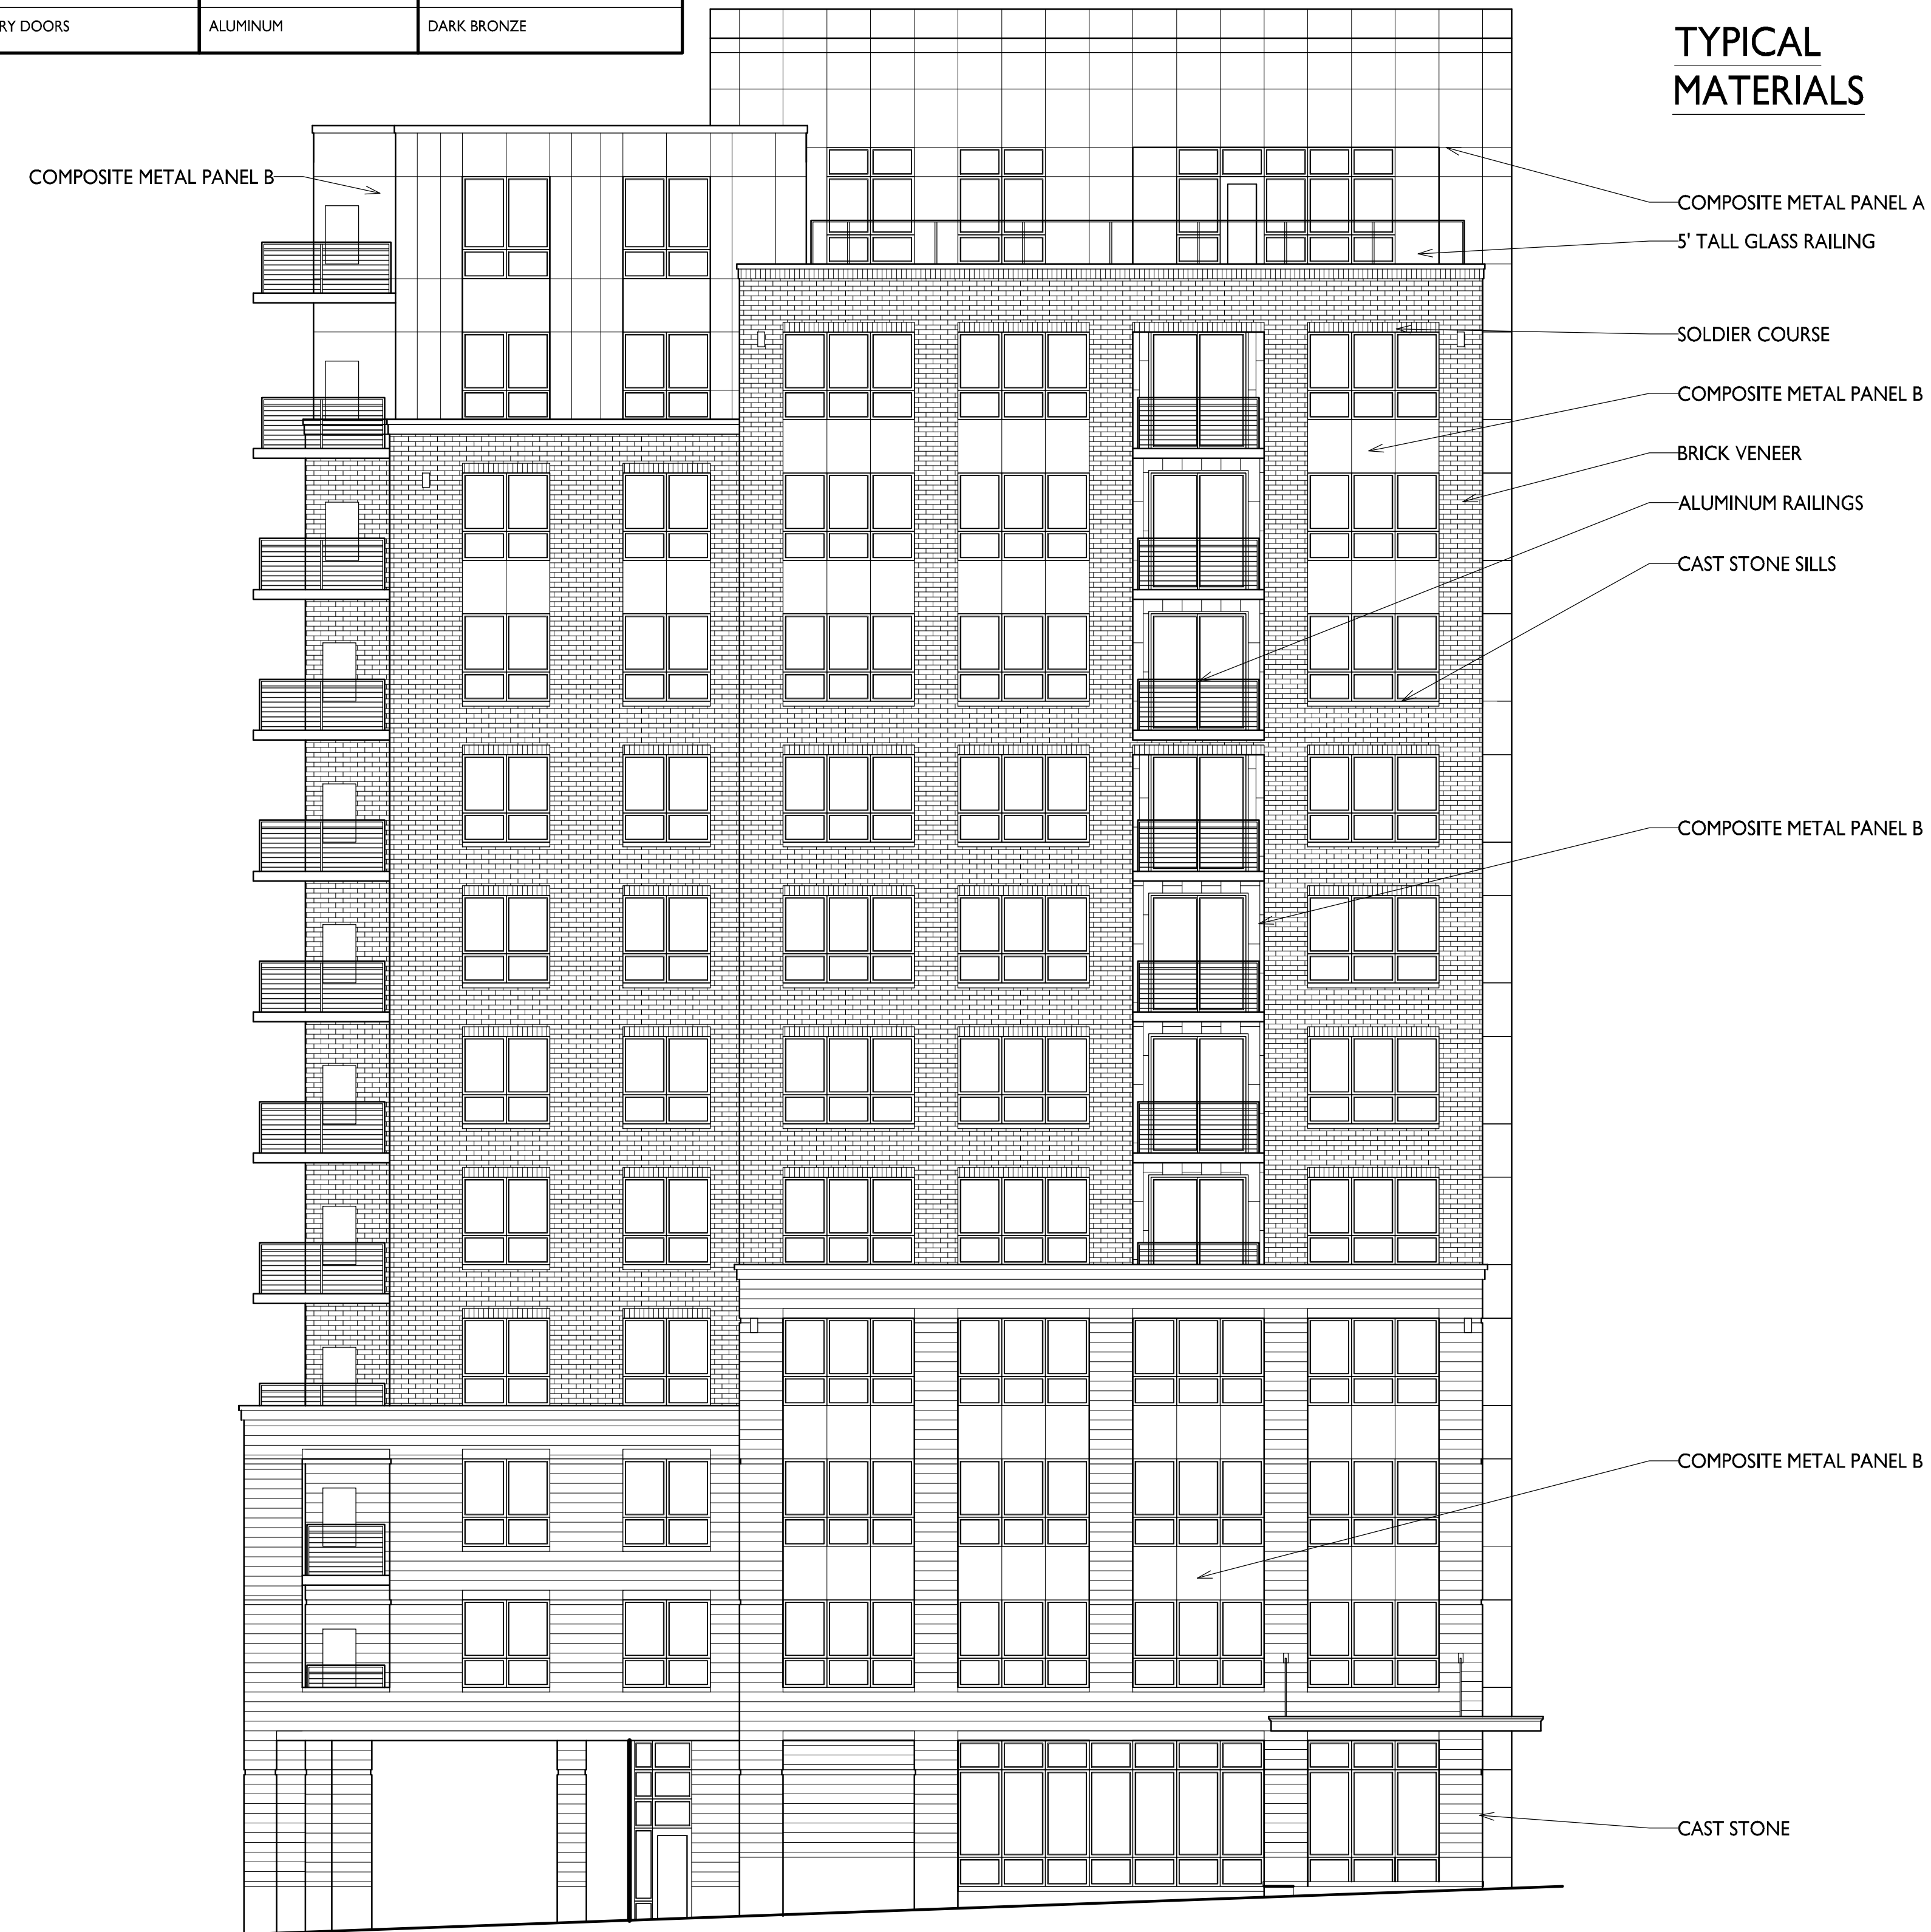 RY DOORS
ALUMINUM
DARK BRONZE
TYPICAL
MATERIALS
COMPOSITE METAL PANEL B
COMPOSITE METAL PANEL A
5' TALL GLASS RAILING
SOLDIER COURSE
COMPOSITE METAL PANEL B
BRICK VENEER
ALUMINUM RAILINGS
CAST STONE SILLS
COMPOSITE METAL PANEL B
COMPOSITE METAL PANEL B
CAST STONE